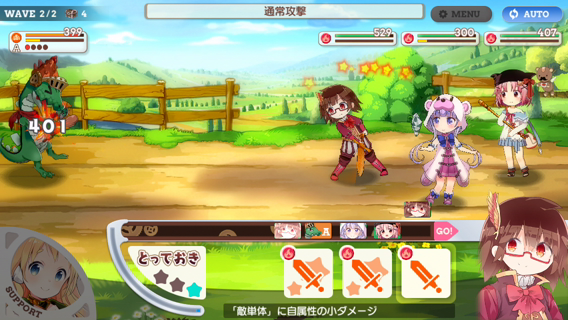 WAVE 2/2 4
通常攻撃
MENU
AUTO
399
A
529
300
407
401
A
GO!
とっておき
SUPPORT
「敵単体」に自属性の小ダメージ